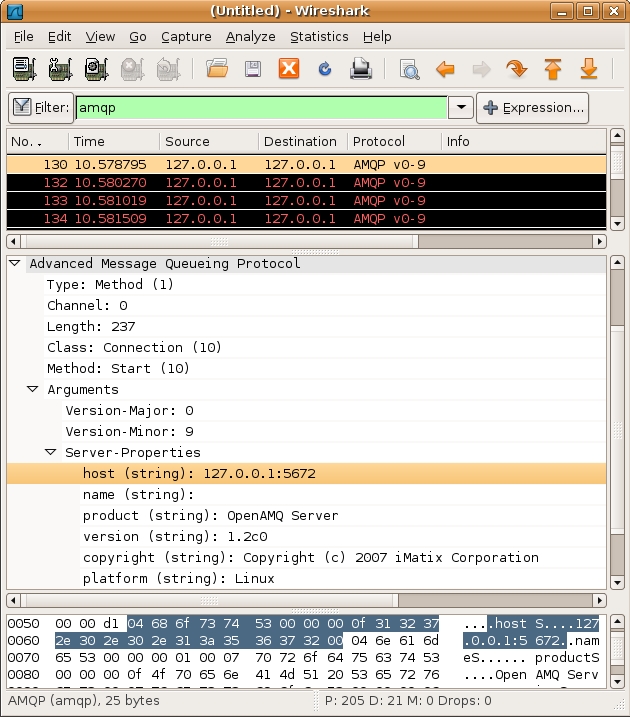 (Untitled) - Wireshark
File Edit View Go Capture Analyze Statistics Help
Filter: amqp Expression...
No. . Time Source Destination Protocol Info
130 10.578795 127.0.0.1 127.0.0.1 AMQP v0-9
132 10.580270 127.0.0.1 127.0.0.1 AMQP v0-9
133 10.581019 127.0.0.1 127.0.0.1 AMQP v0-9
134 10.581509 127.0.0.1 127.0.0.1 AMQP v0-9
Advanced Message Queueing Protocol
Type: Method (1)
Channel: 0
Length: 237
Class: Connection (10)
Method: Start (10)
Arguments
Version-Major: 0
Version-Minor: 9
Server-Properties
host (string): 127.0.0.1:5672
name (string):
product (string): OpenAMQ Server
version (string): 1.2c0
copyright (string): Copyright (c) 2007 iMatix Corporation
platform (string): Linux
0050 00 00 d1 04 68 6f 73 74 53 00 00 00 0f 31 32 37 ....host S....127
0060 2e 30 2e 30 2e 31 3a 35 36 37 32 00 04 6e 61 6d .0.0.1:5 672..nam
0070 65 53 00 00 00 01 00 07 70 72 6f 64 75 63 74 53 eS...... productS
0080 00 00 00 0f 4f 70 65 6e 41 4d 51 20 53 65 72 76 ....Open AMQ Serv
AMQP (amqp), 25 bytes P: 205 D: 21 M: 0 Drops: 0